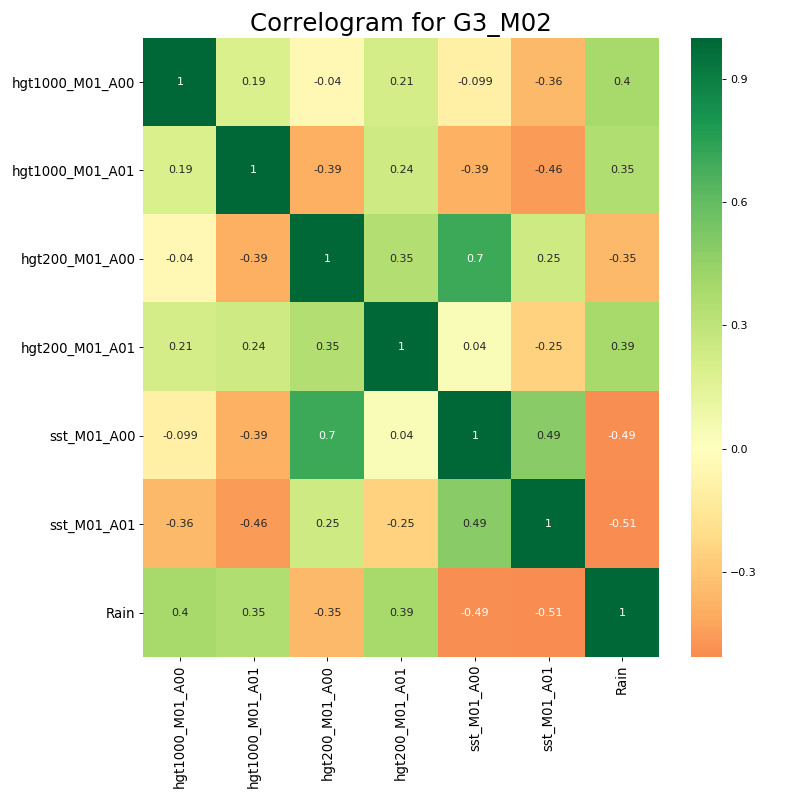 Correlogram for G3_M02
hgt1000_M01_A00 1 0.19 -0.04 0.21 -0.099 -0.36 0.4
hgt1000_M01_A01 0.19 1 -0.39 0.24 -0.39 -0.46 0.35
hgt200_M01_A00 -0.04 -0.39 1 0.35 0.7 0.25 -0.35
hgt200_M01_A01 0.21 0.24 0.35 1 0.04 -0.25 0.39
sst_M01_A00 -0.099 -0.39 0.7 0.04 1 0.49 -0.49
sst_M01_A01 -0.36 -0.46 0.25 -0.25 0.49 1 -0.51
Rain 0.4 0.35 -0.35 0.39 -0.49 -0.51 1
hgt1000_M01_A00
hgt1000_M01_A01
hgt200_M01_A00
hgt200_M01_A01
sst_M01_A00
sst_M01_A01
Rain
0.9
0.6
0.3
0.0
−0.3